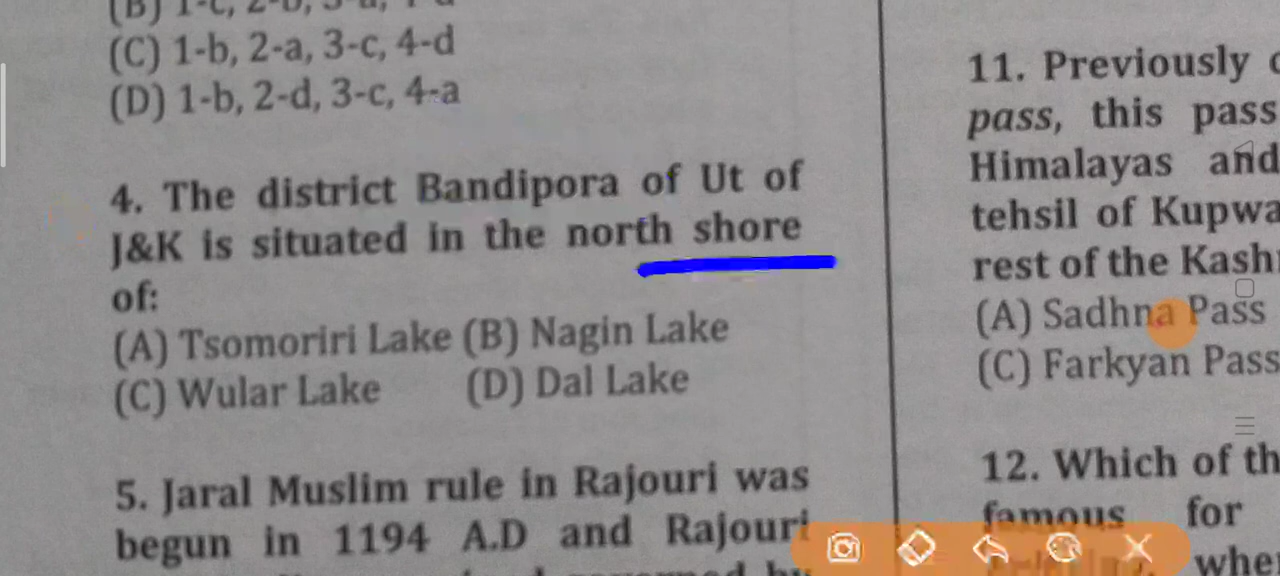 (C) 1-b, 2-a, 3-c, 4-d
(D) 1-b, 2-d, 3-c, 4-a
4. The district Bandipora of Ut of
J&K is situated in the north shore
of:
(A) Tsomoriri Lake (B) Nagin Lake
(C) Wular Lake (D) Dal Lake
5. Jaral Muslim rule in Rajouri was
begun in 1194 A.D and Rajouri
11. Previously
pass, this pass
Himalayas and
tehsil of Kupwa
rest of the Kash
(A) Sadhna Pass
(C) Farkyan Pass
12. Which of th
famous for